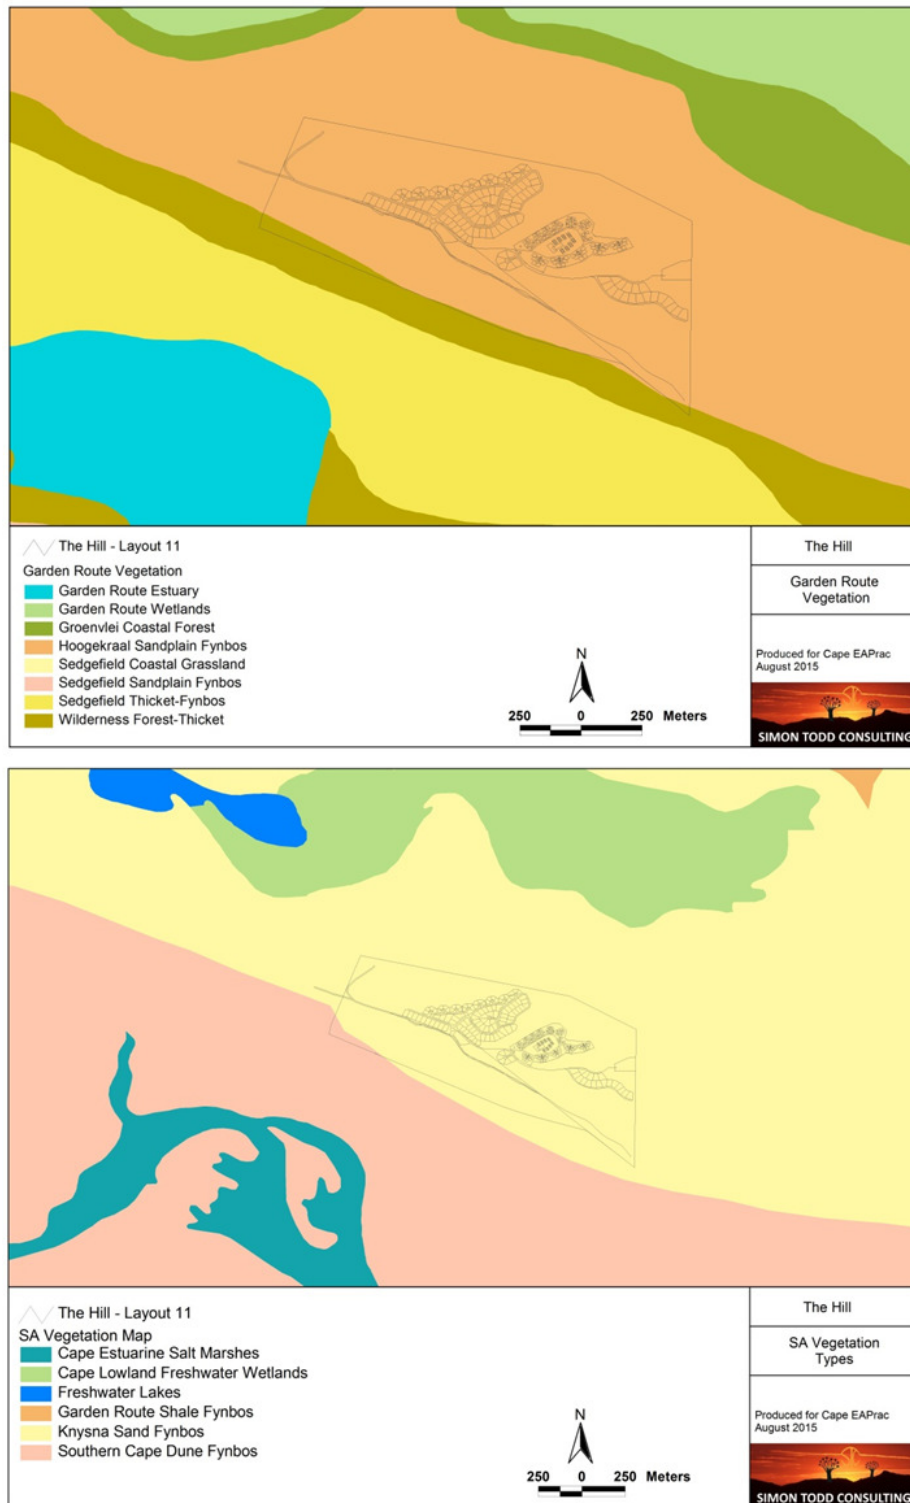 The Hill - Layout 11
Garden Route Vegetation
Garden Route Estuary
Garden Route Wetlands
Groenvlei Coastal Forest
Hoogekraal Sandplain Fynbos
Sedgefield Coastal Grassland
Sedgefield Sandplain Fynbos
Sedgefield Thicket-Fynbos
Wilderness Forest-Thicket
N
250 0 250 Meters
The Hill
Garden Route
Vegetation
Produced for Cape EAPrac
August 2015
SIMON TODD CONSULTING
The Hill - Layout 11
SA Vegetation Map
Cape Estuarine Salt Marshes
Cape Lowland Freshwater Wetlands
Freshwater Lakes
Garden Route Shale Fynbos
Knysna Sand Fynbos
Southern Cape Dune Fynbos
N
250 0 250 Meters
The Hill
SA Vegetation
Types
Produced for Cape EAPrac
August 2015
SIMON TODD CONSULTING